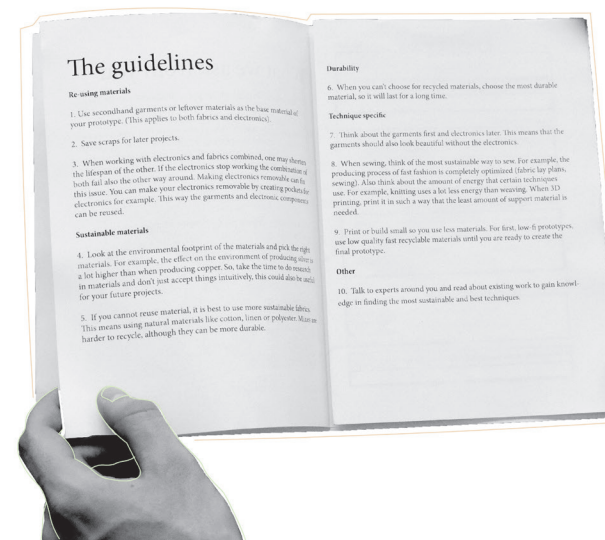 The guidelines
Re-using materials
1. Use secondhand garments or leftover materials as the base material of
your prototype. (This applies to both fabrics and electronics).
2. Save scraps for later projects.
3. When working with electronics and fabrics combined, one may shorten
the lifespan of the other. If the electronics stop working the combination of
both fail also the other way around. Making electronics removable can fix
this issue. You can make your electronics removable by creating pockets for
electronics for example. This way the garments and electronic components
can be reused.
Sustainable materials
4. Look at the environmental footprint of the materials and pick the right
materials. For example, the effect on the environment of producing silver is
a lot higher than when producing copper. So, take the time to do research
in materials and don't just accept things intuitively, this could also be useful
for your future projects.
5. If you cannot reuse material, it is best to use more sustainable fabrics.
This means using natural materials like cotton, linen or polyester. Mixes are
harder to recycle, although they can be more durable.
Durability
6. When you can't choose for recycled materials, choose the most durable
material, so it will last for a long time.
Technique specific
7. Think about the garments first and electronics later. This means that the
garments should also look beautiful without the electronics.
8. When sewing, think of the most sustainable way to sew. For example, the
producing process of fast fashion is completely optimized (fabric lay plans,
sewing). Also think about the amount of energy that certain techniques
use. For example, knitting uses a lot less energy than weaving. When 3D
printing, print it in such a way that the least amount of support material is
needed.
9. Print or build small so you use less materials. For first, low-fi prototypes,
use low quality fast recyclable materials until you are ready to create the
final prototype.
Other
10. Talk to experts around you and read about existing work to gain knowl-
edge in finding the most sustainable and best techniques.